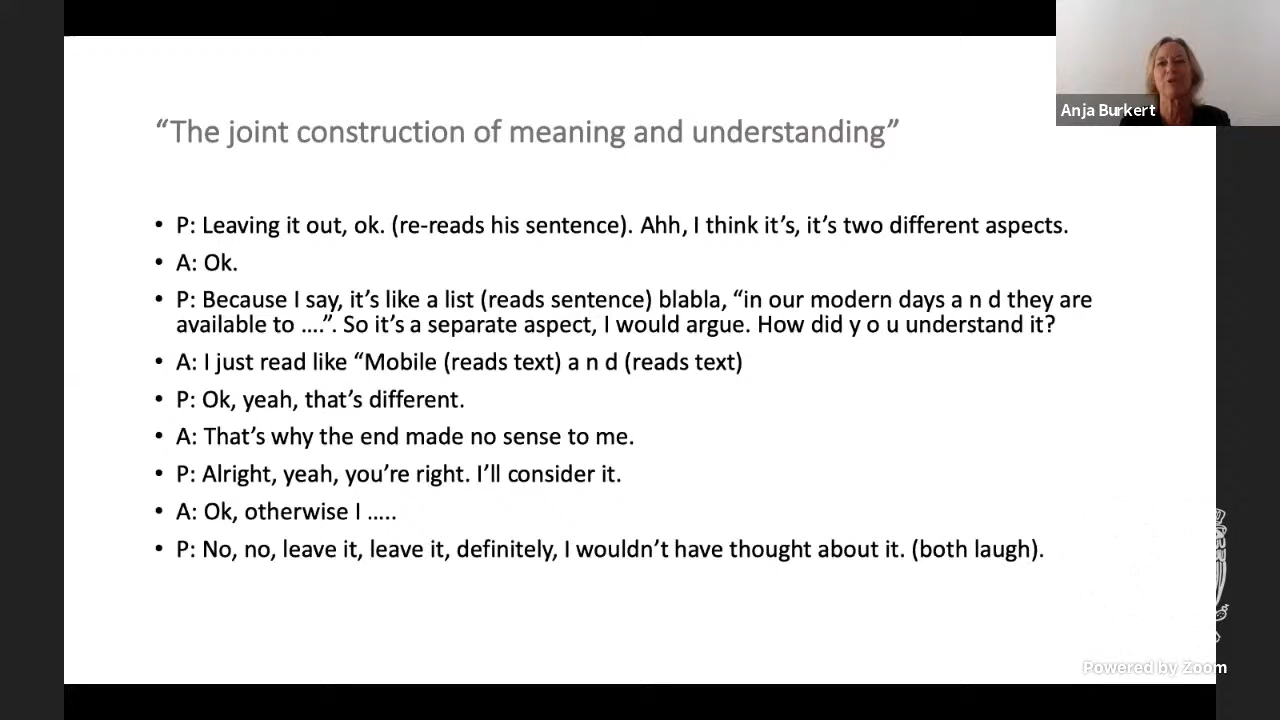 Anja Burkert
“The joint construction of meaning and understanding”
• P: Leaving it out, ok. (re-reads his sentence). Ahh, I think it’s, it’s two different aspects.
• A: Ok.
• P: Because I say, it’s like a list (reads sentence) blabla, “in our modern days a n d they are
available to ….”. So it’s a separate aspect, I would argue. How did y o u understand it?
• A: I just read like “Mobile (reads text) a n d (reads text)
• P: Ok, yeah, that’s different.
• A: That’s why the end made no sense to me.
• P: Alright, yeah, you’re right. I’ll consider it.
• A: Ok, otherwise I …..
• P: No, no, leave it, leave it, definitely, I wouldn’t have thought about it. (both laugh).
Powered by Zoom